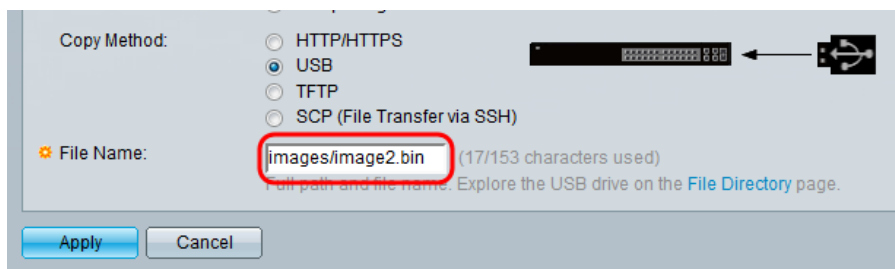 Copy Method:
HTTP/HTTPS
USB
TFTP
SCP (File Transfer via SSH)
File Name:
images/image2.bin
(17/153 characters used)
Full path and file name. Explore the USB drive on the File Directory page.
Apply
Cancel